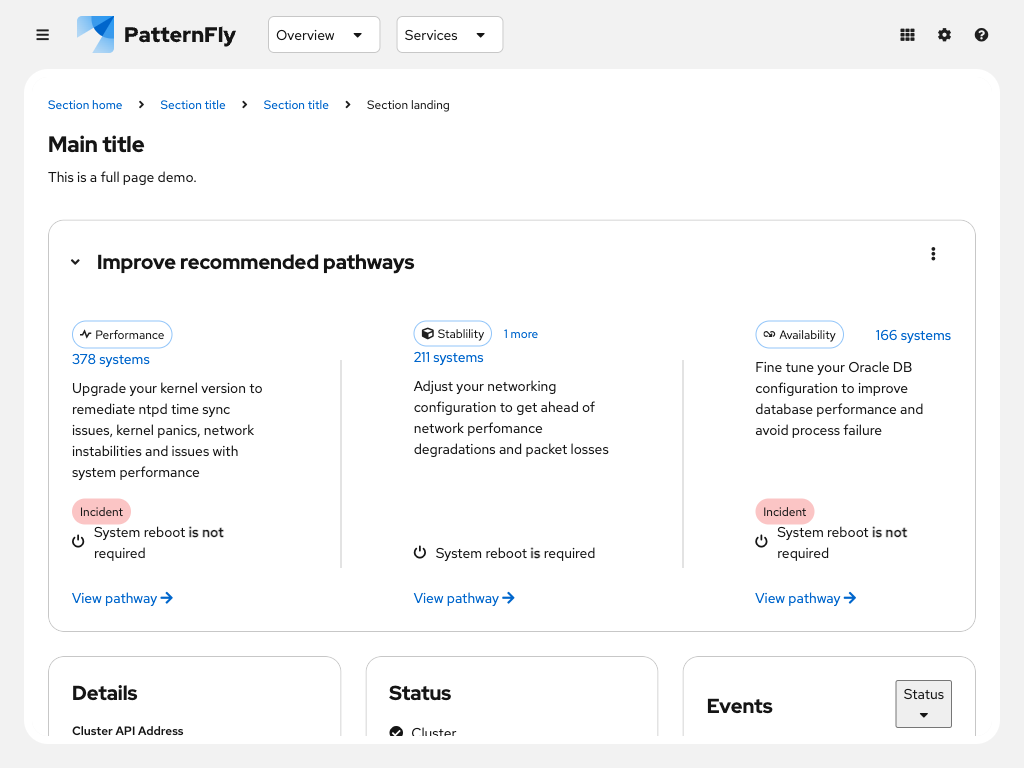 PatternFly
Overview
Services
Section home
Section title
Section title
Section landing
Main title
This is a full page demo.
Improve recommended pathways
Performance
378 systems
Upgrade your kernel version to
remediate ntpd time sync
issues, kernel panics, network
instabilities and issues with
system performance
Incident
System reboot is not
required
View pathway
Stablility
1 more
211 systems
Adjust your networking
configuration to get ahead of
network perfomance
degradations and packet losses
System reboot is required
View pathway
Availability
166 systems
Fine tune your Oracle DB
configuration to improve
database performance and
avoid process failure
Incident
System reboot is not
required
View pathway
Details
Cluster API Address
Status
Cluster
Events
Status